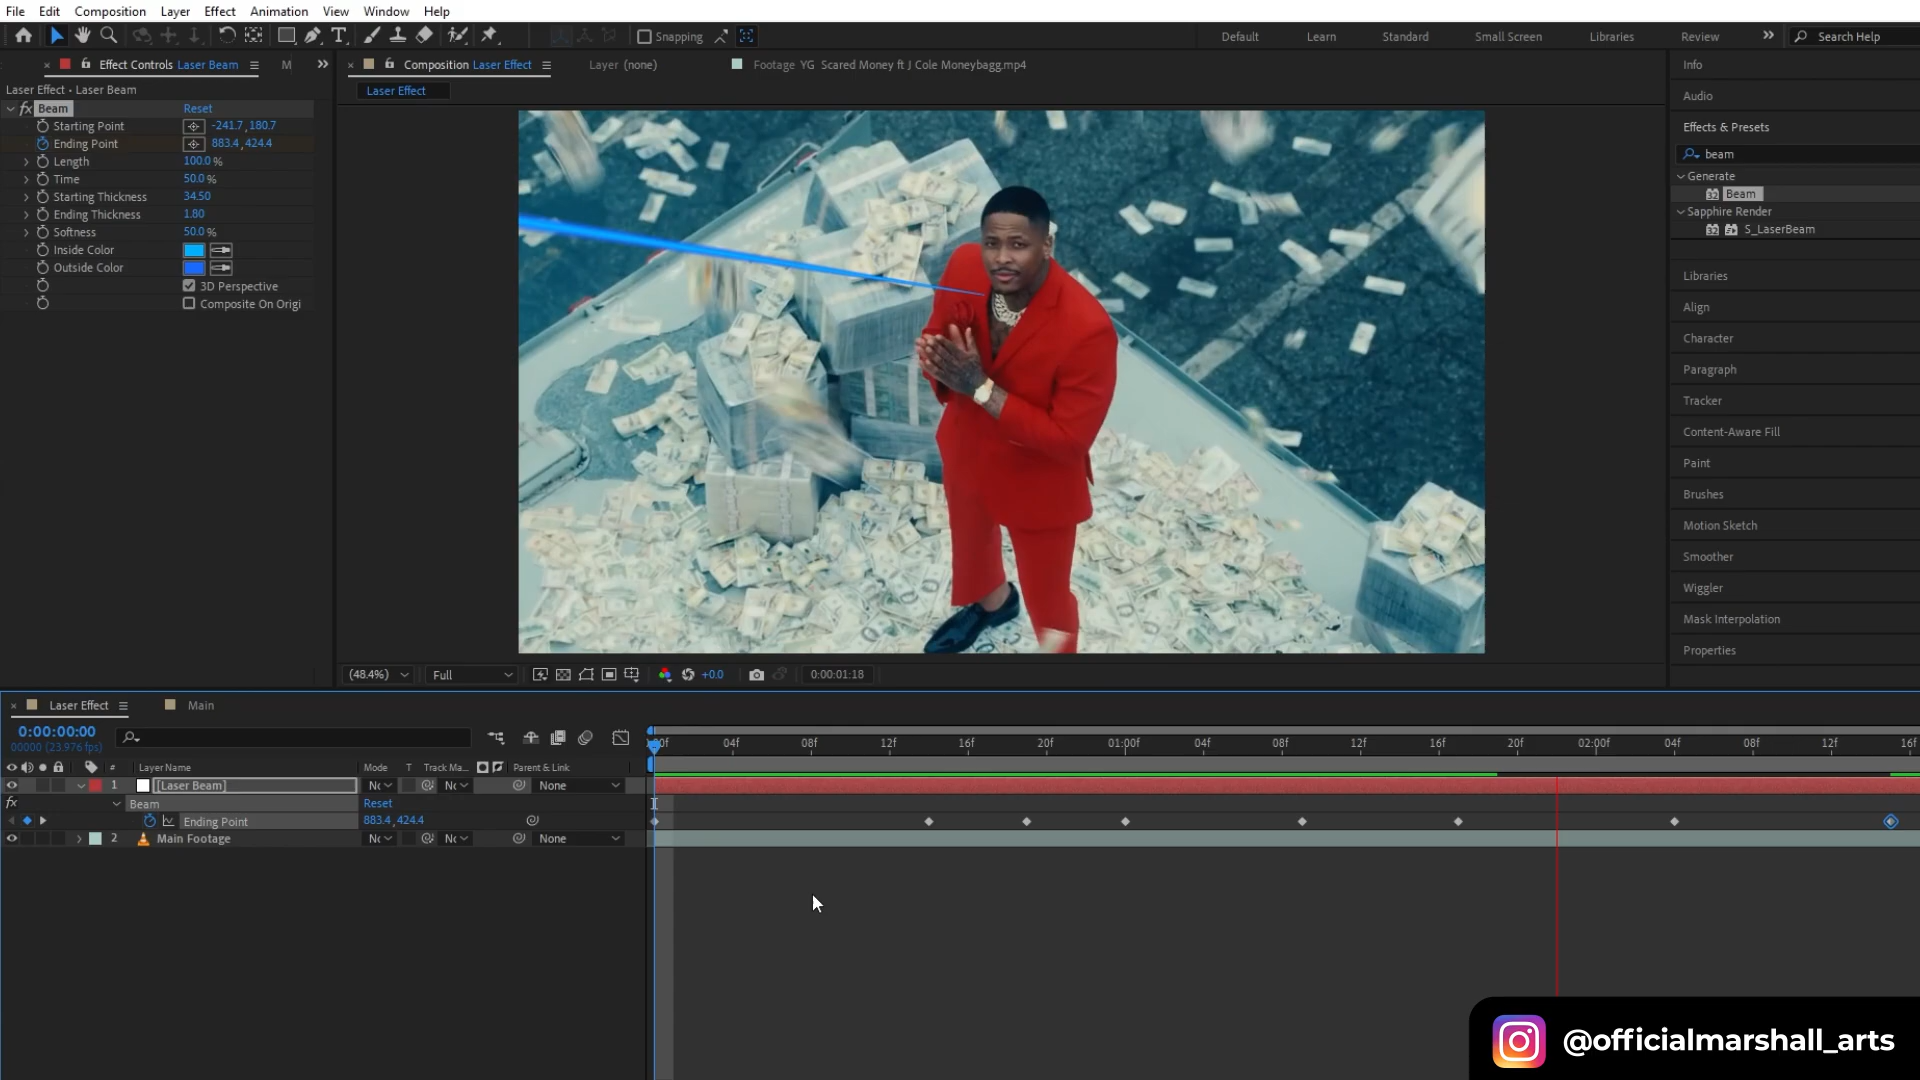 File Edit Composition Layer Effect Animation View Window Help
Snapping
Default Learn Standard Small Screen Libraries Review Search Help
Effect Controls Laser Beam M
Composition Laser Effect
Layer (none)
Footage YG Scared Money ft J Cole Moneybagg.mp4
Laser Effect • Laser Beam
Laser Effect
fx Beam Reset
Starting Point -241.7, 180.7
Ending Point 883.4, 424.4
Length 100.0 %
Time 50.0 %
Starting Thickness 34.50
Ending Thickness 1.80
Softness 50.0 %
Inside Color
Outside Color
3D Perspective
Composite On Origi
Info
Audio
Effects & Presets
beam
Generate
Beam
Sapphire Render
S_LaserBeam
Libraries
Align
Character
Paragraph
Tracker
Content-Aware Fill
Paint
Brushes
Motion Sketch
Smoother
Wiggler
Mask Interpolation
Properties
(48.4%) Full +0.0 0:00:01:18
Laser Effect Main
0:00:00:00
00000 (23.976 fps)
:00f 04f 08f 12f 16f 20f 01:00f 04f 08f 12f 16f 20f 02:00f 04f 08f 12f 16f
# Layer Name Mode T Track Ma... Parent & Link
1 [Laser Beam] Nc Nc None
fx Beam Reset
Ending Point 883.4, 424.4
2 Main Footage Nc Nc None
@officialmarshall_arts